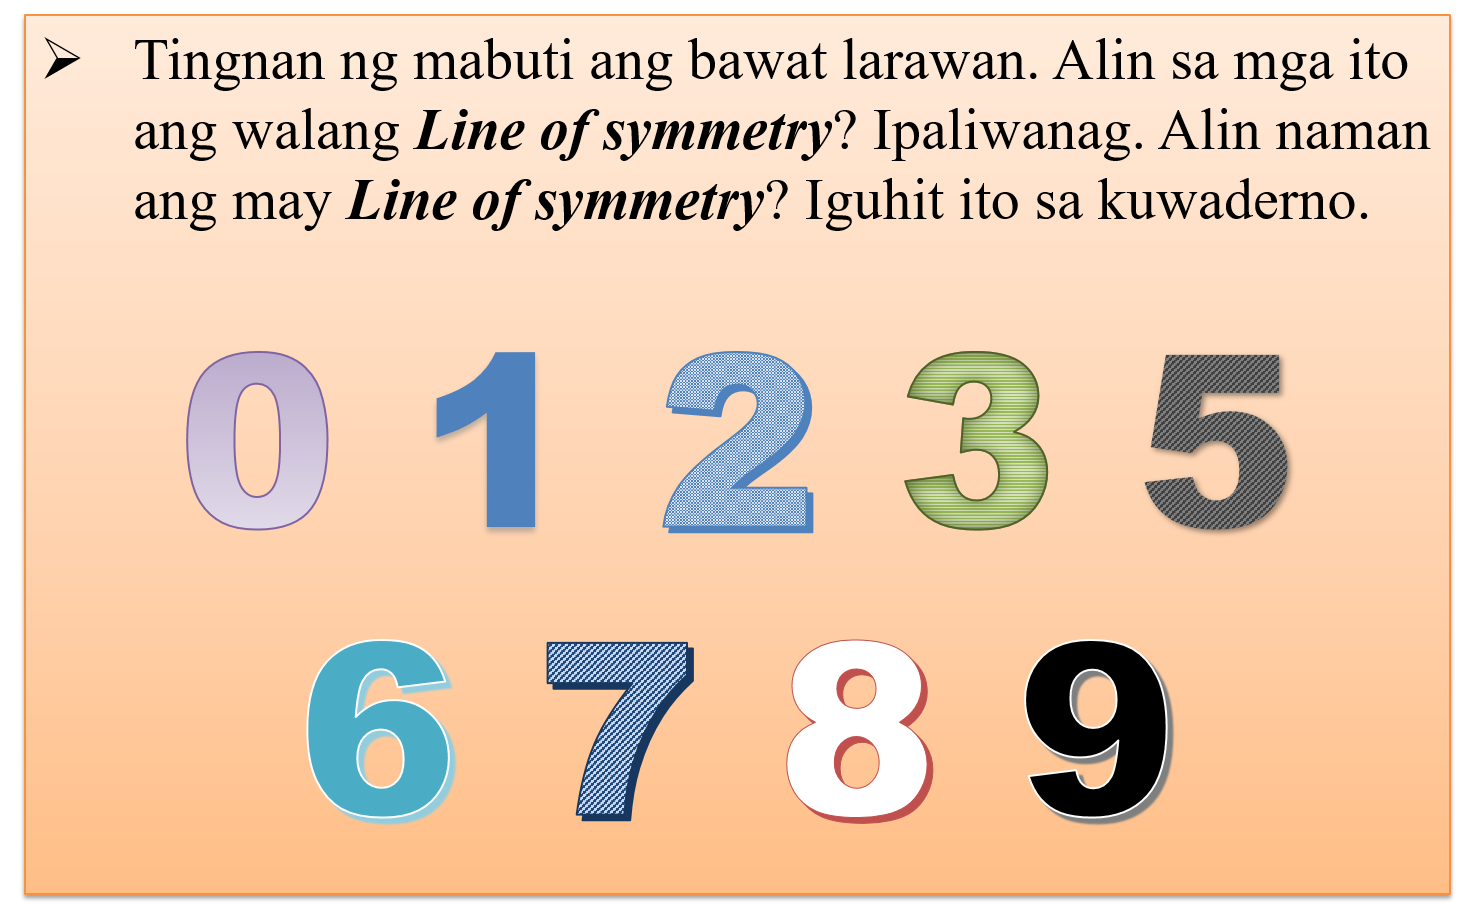 Tingnan ng mabuti ang bawat larawan. Alin sa mga ito
ang walang Line of symmetry? Ipaliwanag. Alin naman
ang may Line of symmetry? Iguhit ito sa kuwaderno.
0 1 2 3 5
6 7 8 9